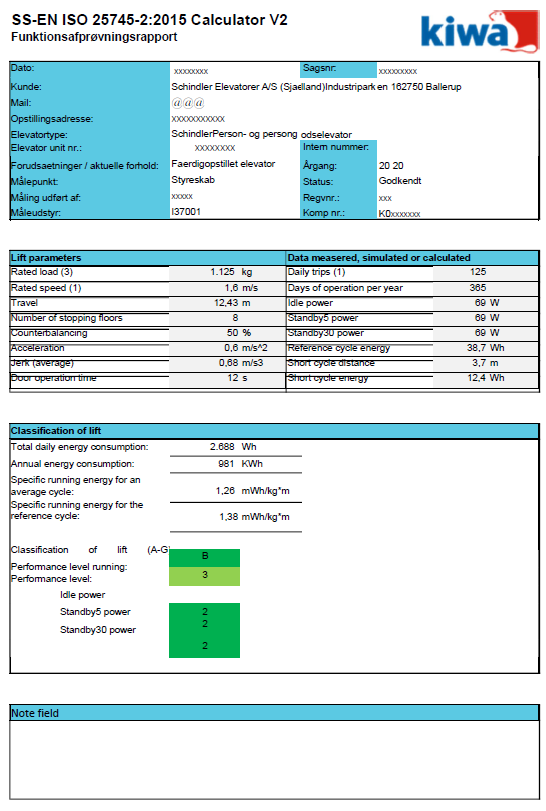 SS-EN ISO 25745-2:2015 Calculator V2
Funktionsafprøvningsrapport
kiwa
Dato: xxxxxxxx Sagsnr: xxxxxxxxx
Kunde: Schindler Elevatorer A/S (Sjaelland)Industriparken 162750 Ballerup
Mail: @@@
Opstillingsadresse: xxxxxxxxxxx
Elevatortype: SchindlerPerson- og persong odselevator
Elevator unit nr.: xxxxxxxx Intern nummer:
Forudsaetninger / aktuelle forhold: Faerdigopstillet elevator Årgang: 20 20
Målepunkt: Styreskab Status: Godkendt
Måling udført af: xxxxx Regvnr.: xxx
Måleudstyr: I37001 Komp nr.: K0xxxxxxx
Lift parameters Data measered, simulated or calculated
Rated load (3) 1.125 kg Daily trips (1) 125
Rated speed (1) 1,6 m/s Days of operation per year 365
Travel 12,43 m Idle power 69 W
Number of stopping floors 8 Standby5 power 69 W
Counterbalancing 50 % Standby30 power 69 W
Acceleration 0,6 m/s^2 Reference cycle energy 38,7 Wh
Jerk (average) 0,68 m/s3 Short cycle distance 3,7 m
Door operation time 12 s Short cycle energy 12,4 Wh
Classification of lift
Total daily energy consumption: 2.688 Wh
Annual energy consumption: 981 KWh
Specific running energy for an
average cycle: 1,26 mWh/kg*m
Specific running energy for the
reference cycle: 1,38 mWh/kg*m
Classification of lift (A-G) B
Performance level running: 3
Performance level:
Idle power
Standby5 power 2
2
Standby30 power
2
Note field